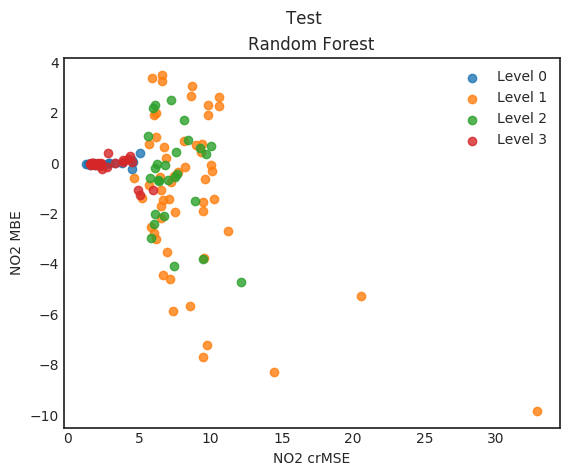 Test
Random Forest
Level 0
Level 1
Level 2
Level 3
4
2
0
−2
−4
−6
−8
−10
NO2 MBE
0
5
10
15
20
25
30
NO2 crMSE